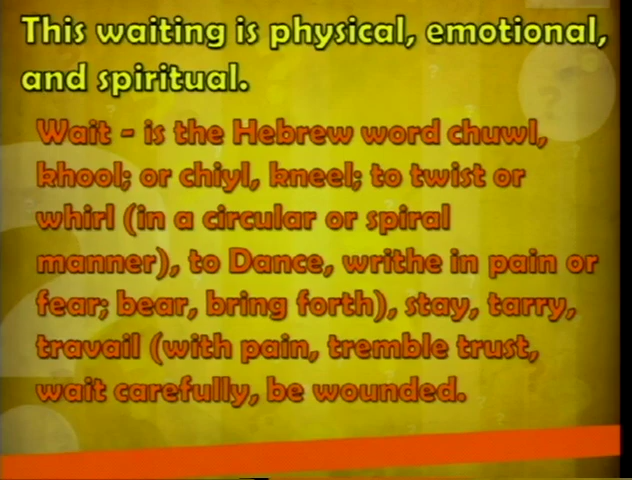 This waiting is physical, emotional,
and spiritual.
Wait - is the Hebrew word chuwl,
khool; or chiyl, kneel; to twist or
whirl (in a circular or spiral
manner), to Dance, writhe in pain or
fear; bear, bring forth), stay, tarry,
travail (with pain, tremble trust,
wait carefully, be wounded.